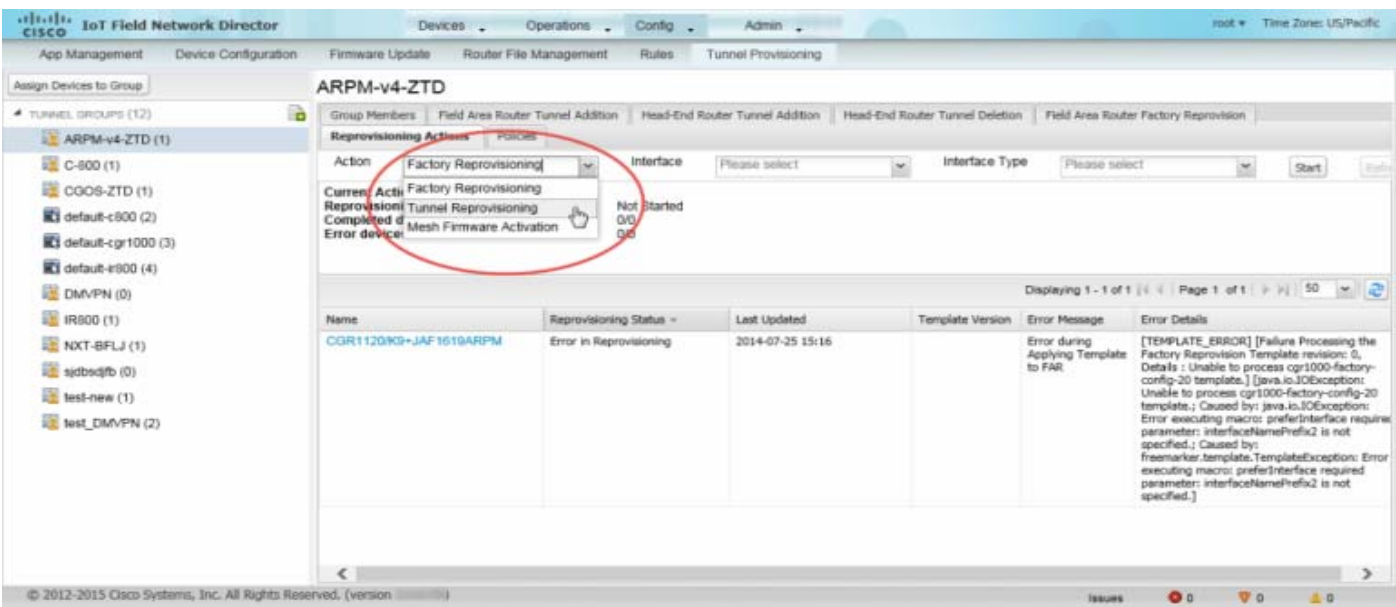 CISCO IoT Field Network Director
Devices Operations Config Admin
root Time Zone: US/Pacific
App Management Device Configuration Firmware Update Router File Management Rules Tunnel Provisioning
Assign Devices to Group
TUNNEL GROUPS (12)
ARPM-v4-ZTD (1)
C-800 (1)
CGOS-ZTD (1)
default-c800 (2)
default-cgr1000 (3)
default-ir800 (4)
DMVPN (0)
IR800 (1)
NXT-BFLJ (1)
sjdbsdjfb (0)
test-new (1)
test_DMVPN (2)
ARPM-v4-ZTD
Group Members Field Area Router Tunnel Addition Head-End Router Tunnel Addition Head-End Router Tunnel Deletion Field Area Router Factory Reprovision
Reprovisioning Actions Policies
Action Factory Reprovisioning Interface Please select Interface Type Please select Start
Factory Reprovisioning
Tunnel Reprovisioning
Mesh Firmware Activation
Current Acti
Reprovisioni Not Started
Completed d 0/0
Error device 0/0
Displaying 1 - 1 of 1 Page 1 of 1 50
Name Reprovisioning Status Last Updated Template Version Error Message Error Details
CGR1120/K9+JAF1619ARPM Error in Reprovisioning 2014-07-25 15:16
Error during
Applying Template
to FAR
[TEMPLATE_ERROR] [Failure Processing the
Factory Reprovision Template revision: 0,
Details : Unable to process cgr1000-factory-
config-20 template.] [java.io.IOException:
Unable to process cgr1000-factory-config-20
template.; Caused by: java.io.IOException:
Error executing macro: preferInterface require
parameter: interfaceNamePrefix2 is not
specified.; Caused by:
freemarker.template.TemplateException: Error
executing macro: preferInterface required
parameter: interfaceNamePrefix2 is not
specified.]
© 2012-2015 Cisco Systems, Inc. All Rights Reserved. (version )
Issues 0 0 0